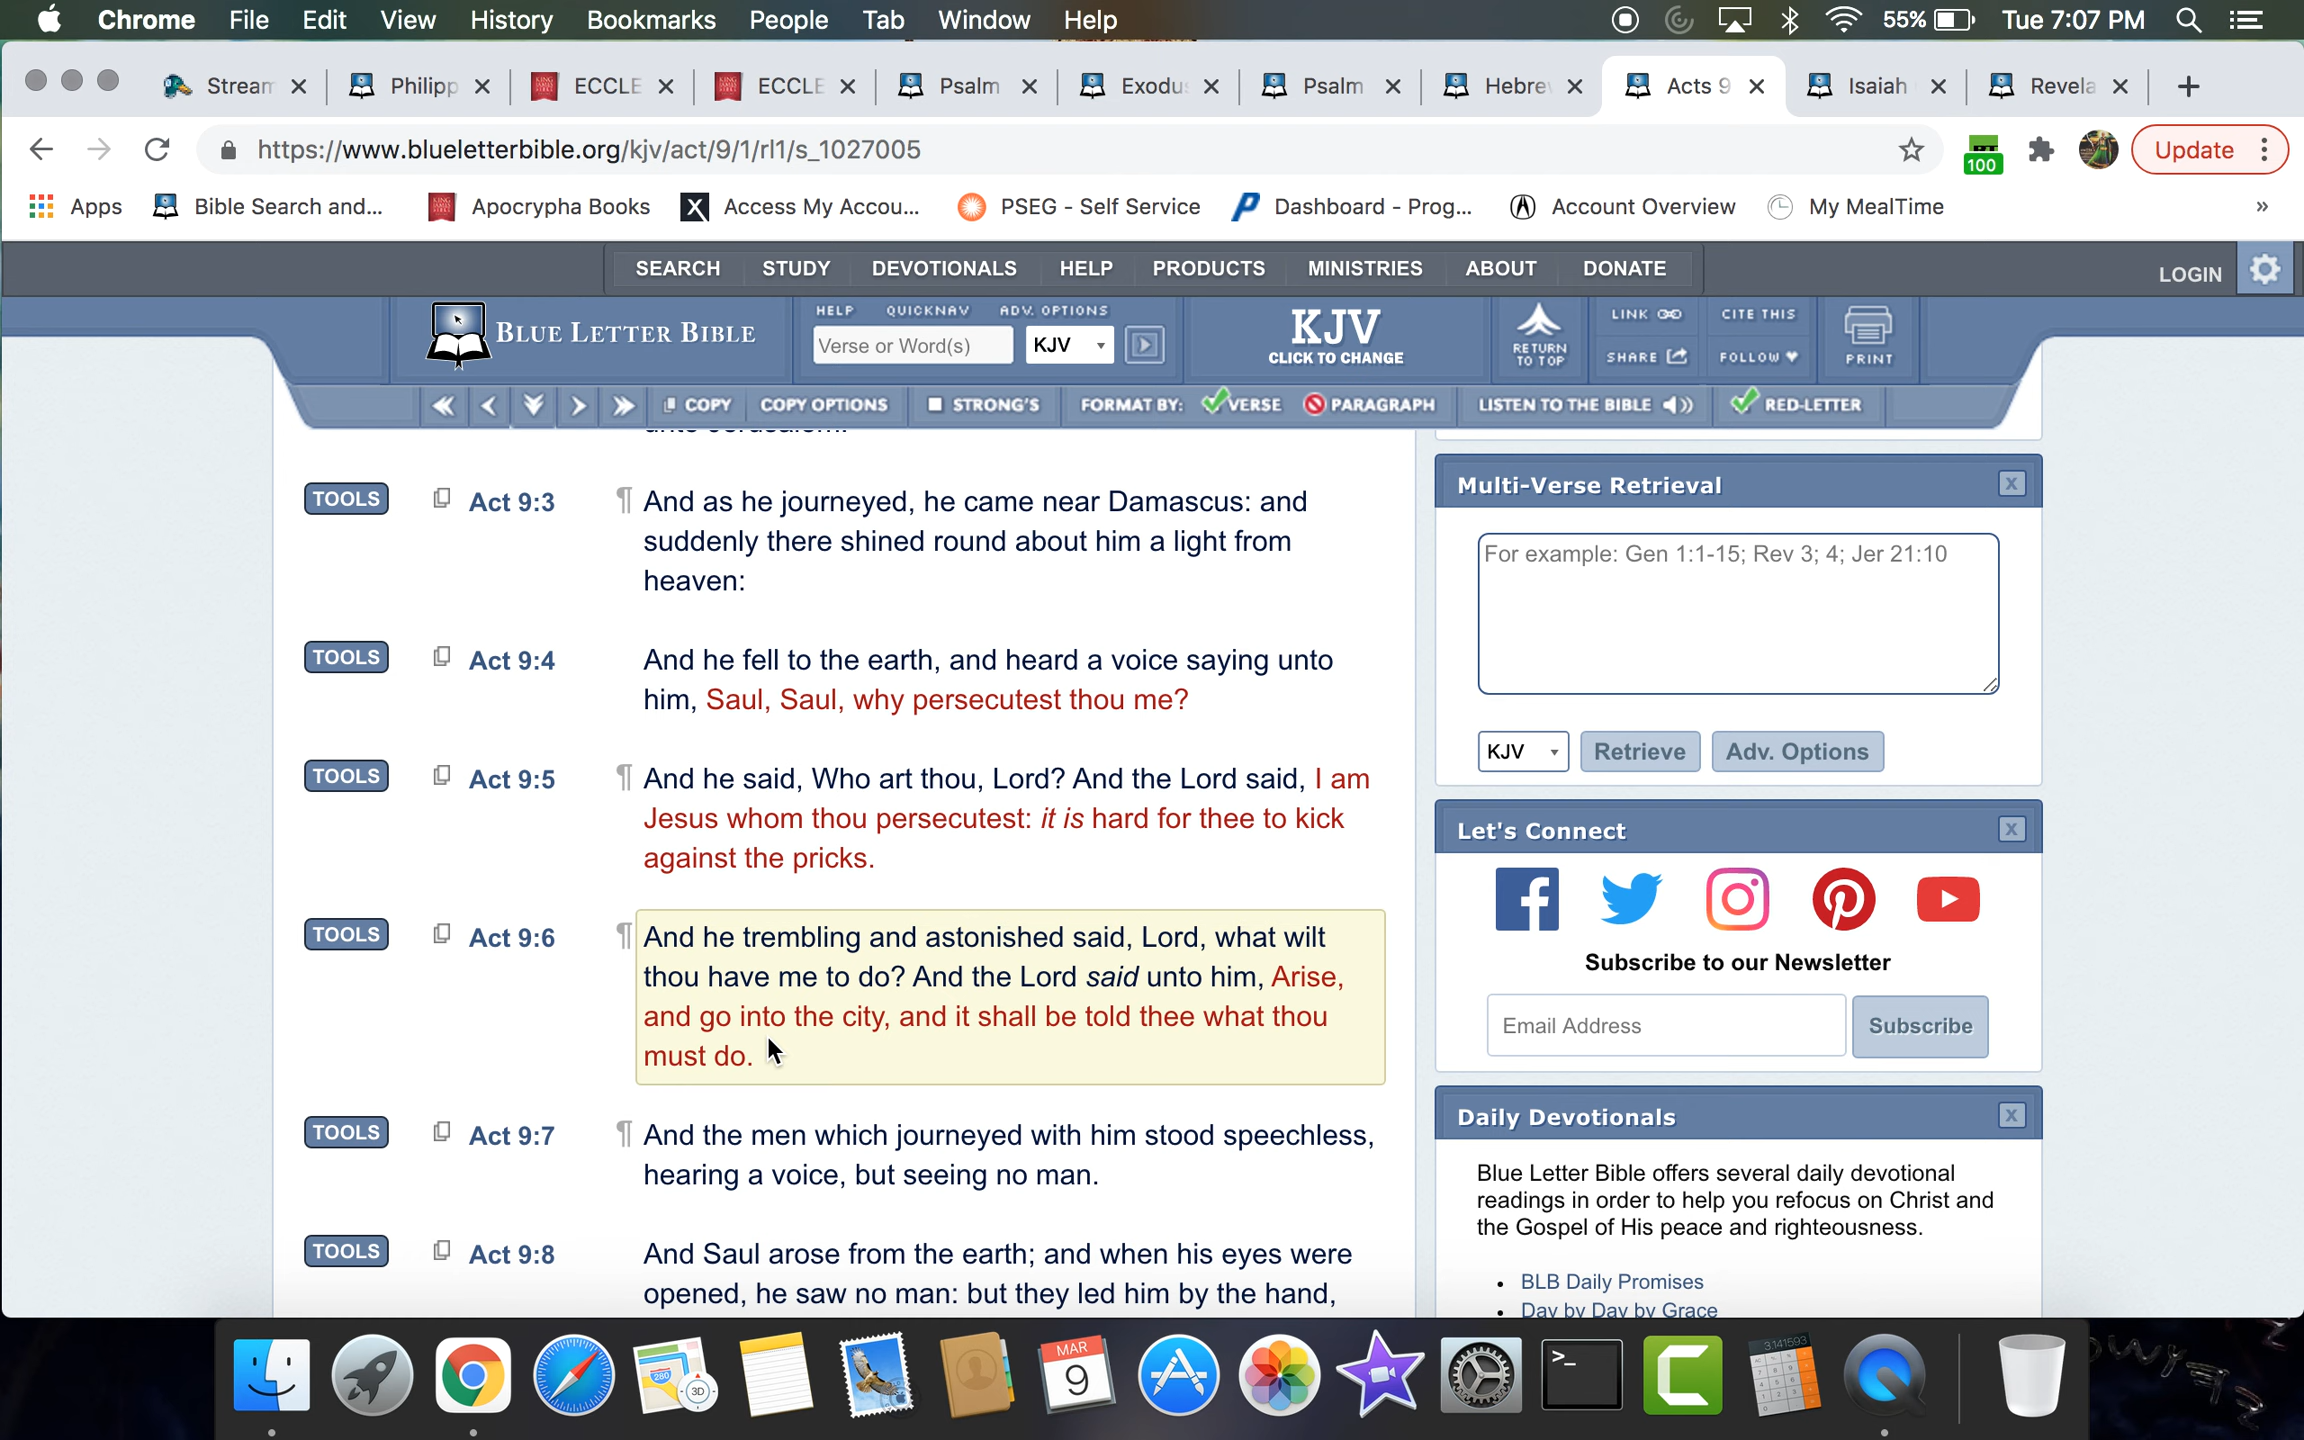 Chrome File Edit View History Bookmarks People Tab Window Help 55% Tue 7:07 PM
Stream Philipp ECCLE ECCLE Psalm Exodu Psalm Hebre Acts 9 Isaiah Revela
https://www.blueletterbible.org/kjv/act/9/1/rl1/s_1027005
100
Update
Apps Bible Search and... Apocrypha Books Access My Accou... PSEG - Self Service Dashboard - Prog... Account Overview My MealTime »
SEARCH STUDY DEVOTIONALS HELP PRODUCTS MINISTRIES ABOUT DONATE LOGIN
BLUE LETTER BIBLE
HELP QUICKNAV ADV. OPTIONS
Verse or Word(s) KJV
KJV
CLICK TO CHANGE
RETURN
TO TOP
LINK CITE THIS
SHARE FOLLOW
PRINT
COPY COPY OPTIONS STRONG'S FORMAT BY: VERSE PARAGRAPH LISTEN TO THE BIBLE RED-LETTER
TOOLS Act 9:3 ¶ And as he journeyed, he came near Damascus: and
suddenly there shined round about him a light from
heaven:
TOOLS Act 9:4 And he fell to the earth, and heard a voice saying unto
him, Saul, Saul, why persecutest thou me?
TOOLS Act 9:5 ¶ And he said, Who art thou, Lord? And the Lord said, I am
Jesus whom thou persecutest: it is hard for thee to kick
against the pricks.
TOOLS Act 9:6 ¶ And he trembling and astonished said, Lord, what wilt
thou have me to do? And the Lord said unto him, Arise,
and go into the city, and it shall be told thee what thou
must do.
TOOLS Act 9:7 ¶ And the men which journeyed with him stood speechless,
hearing a voice, but seeing no man.
TOOLS Act 9:8 And Saul arose from the earth; and when his eyes were
opened, he saw no man: but they led him by the hand,
Multi-Verse Retrieval
For example: Gen 1:1-15; Rev 3; 4; Jer 21:10
KJV Retrieve Adv. Options
Let's Connect
Subscribe to our Newsletter
Email Address Subscribe
Daily Devotionals
Blue Letter Bible offers several daily devotional
readings in order to help you refocus on Christ and
the Gospel of His peace and righteousness.
• BLB Daily Promises
• Day by Day by Grace
280
3D
MAR
9
>_
3.141593